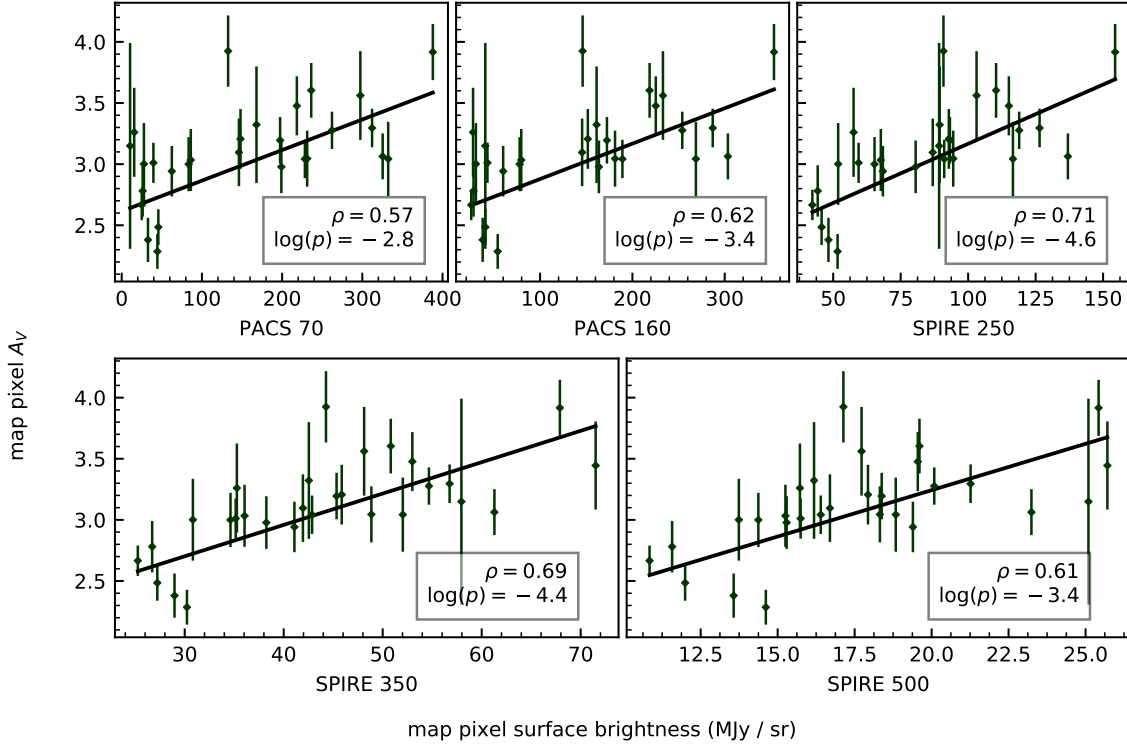 4.0
3.5
3.0
2.5
ρ = 0.57
log(p) = − 2.8
ρ = 0.62
log(p) = − 3.4
ρ = 0.71
log(p) = − 4.6
0 100 200 300 400
100 200 300
50 75 100 125 150
PACS 70
PACS 160
SPIRE 250
map pixel A_V
4.0
3.5
3.0
2.5
ρ = 0.69
log(p) = − 4.4
ρ = 0.61
log(p) = − 3.4
30 40 50 60 70
12.5 15.0 17.5 20.0 22.5 25.0
SPIRE 350
SPIRE 500
map pixel surface brightness (MJy / sr)